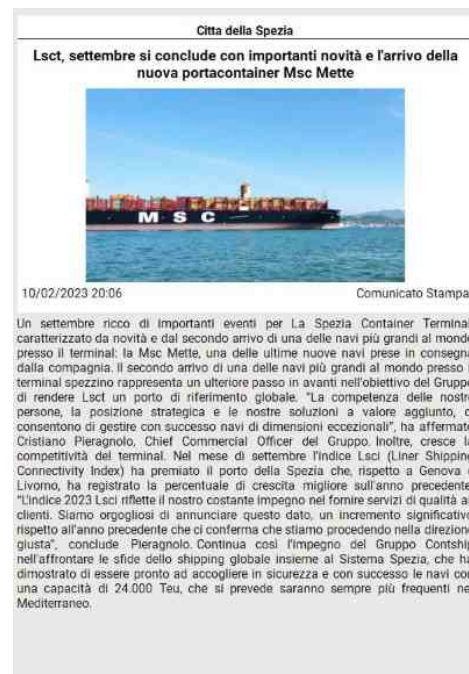 Citta della Spezia
Lsct, settembre si conclude con importanti novità e l'arrivo della
nuova portacontainer Msc Mette
MSC
10/02/2023 20:06 Comunicato Stampa
Un settembre ricco di importanti eventi per La Spezia Container Terminal
caratterizzato da novità e dal secondo arrivo di una delle navi più grandi al mondo
presso il terminal: la Msc Mette, una delle ultime nuove navi prese in consegna
dalla compagnia. Il secondo arrivo di una delle navi più grandi al mondo presso
terminal spezzino rappresenta un ulteriore passo in avanti nell'obiettivo del Gruppo
di rendere Lsct un porto di riferimento globale. "La competenza delle nostre
persone, la posizione strategica e le nostre soluzioni a valore aggiunto,
consentono di gestire con successo navi di dimensioni eccezionali", ha affermato
Cristiano Pieragnolo, Chief Commercial Officer del Gruppo. Inoltre, cresce la
competitività del terminal. Nel mese di settembre l'indice Lsci (Liner Shipping
Connectivity Index) ha premiato il porto della Spezia che, rispetto a Genova e
Livorno, ha registrato la percentuale di crescita migliore sull'anno precedente
"L'indice 2023 Lsci riflette il nostro costante impegno nel fornire servizi di qualità ai
clienti. Siamo orgogliosi di annunciare questo dato, un incremento significativo
rispetto all'anno precedente che ci conferma che stiamo procedendo nella direzione
giusta", conclude Pieragnolo. Continua così l'impegno del Gruppo Contship
nell'affrontare le sfide dello shipping globale insieme al Sistema Spezia, che ha
dimostrato di essere pronto ad accogliere in sicurezza e con successo le navi con
una capacità di 24.000 Teu, che si prevede saranno sempre più frequenti nel
Mediterraneo.